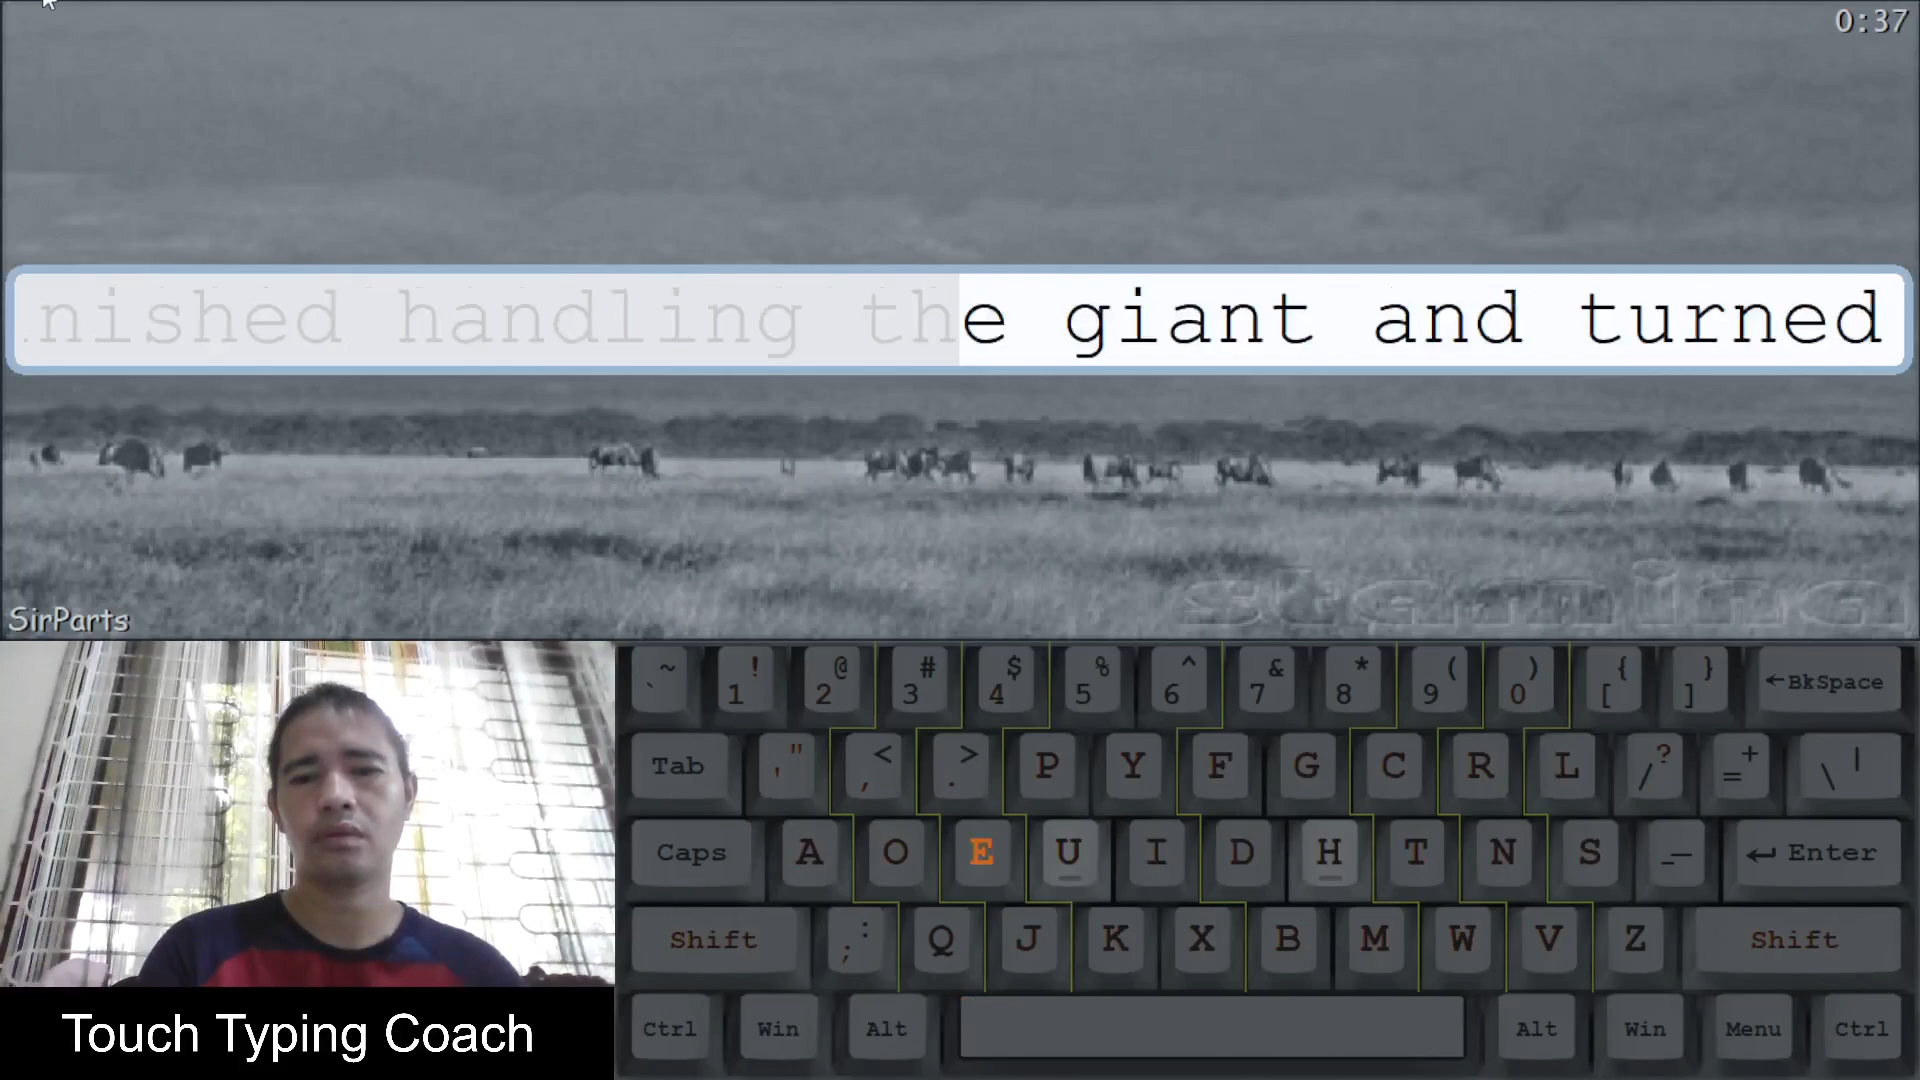 0:37
nished handling the giant and turned
stamina
SirParts
~ ! @ # $ % ^ & * ( ) { }
` 1 2 3 4 5 6 7 8 9 0 [ ] ←BkSpace
Tab ' " , < . > P Y F G C R L / ? = + \ |
Caps A O E U I D H T N S - _ ↵ Enter
Shift ; : Q J K X B M W V Z Shift
Ctrl Win Alt Alt Win Menu Ctrl
Touch Typing Coach